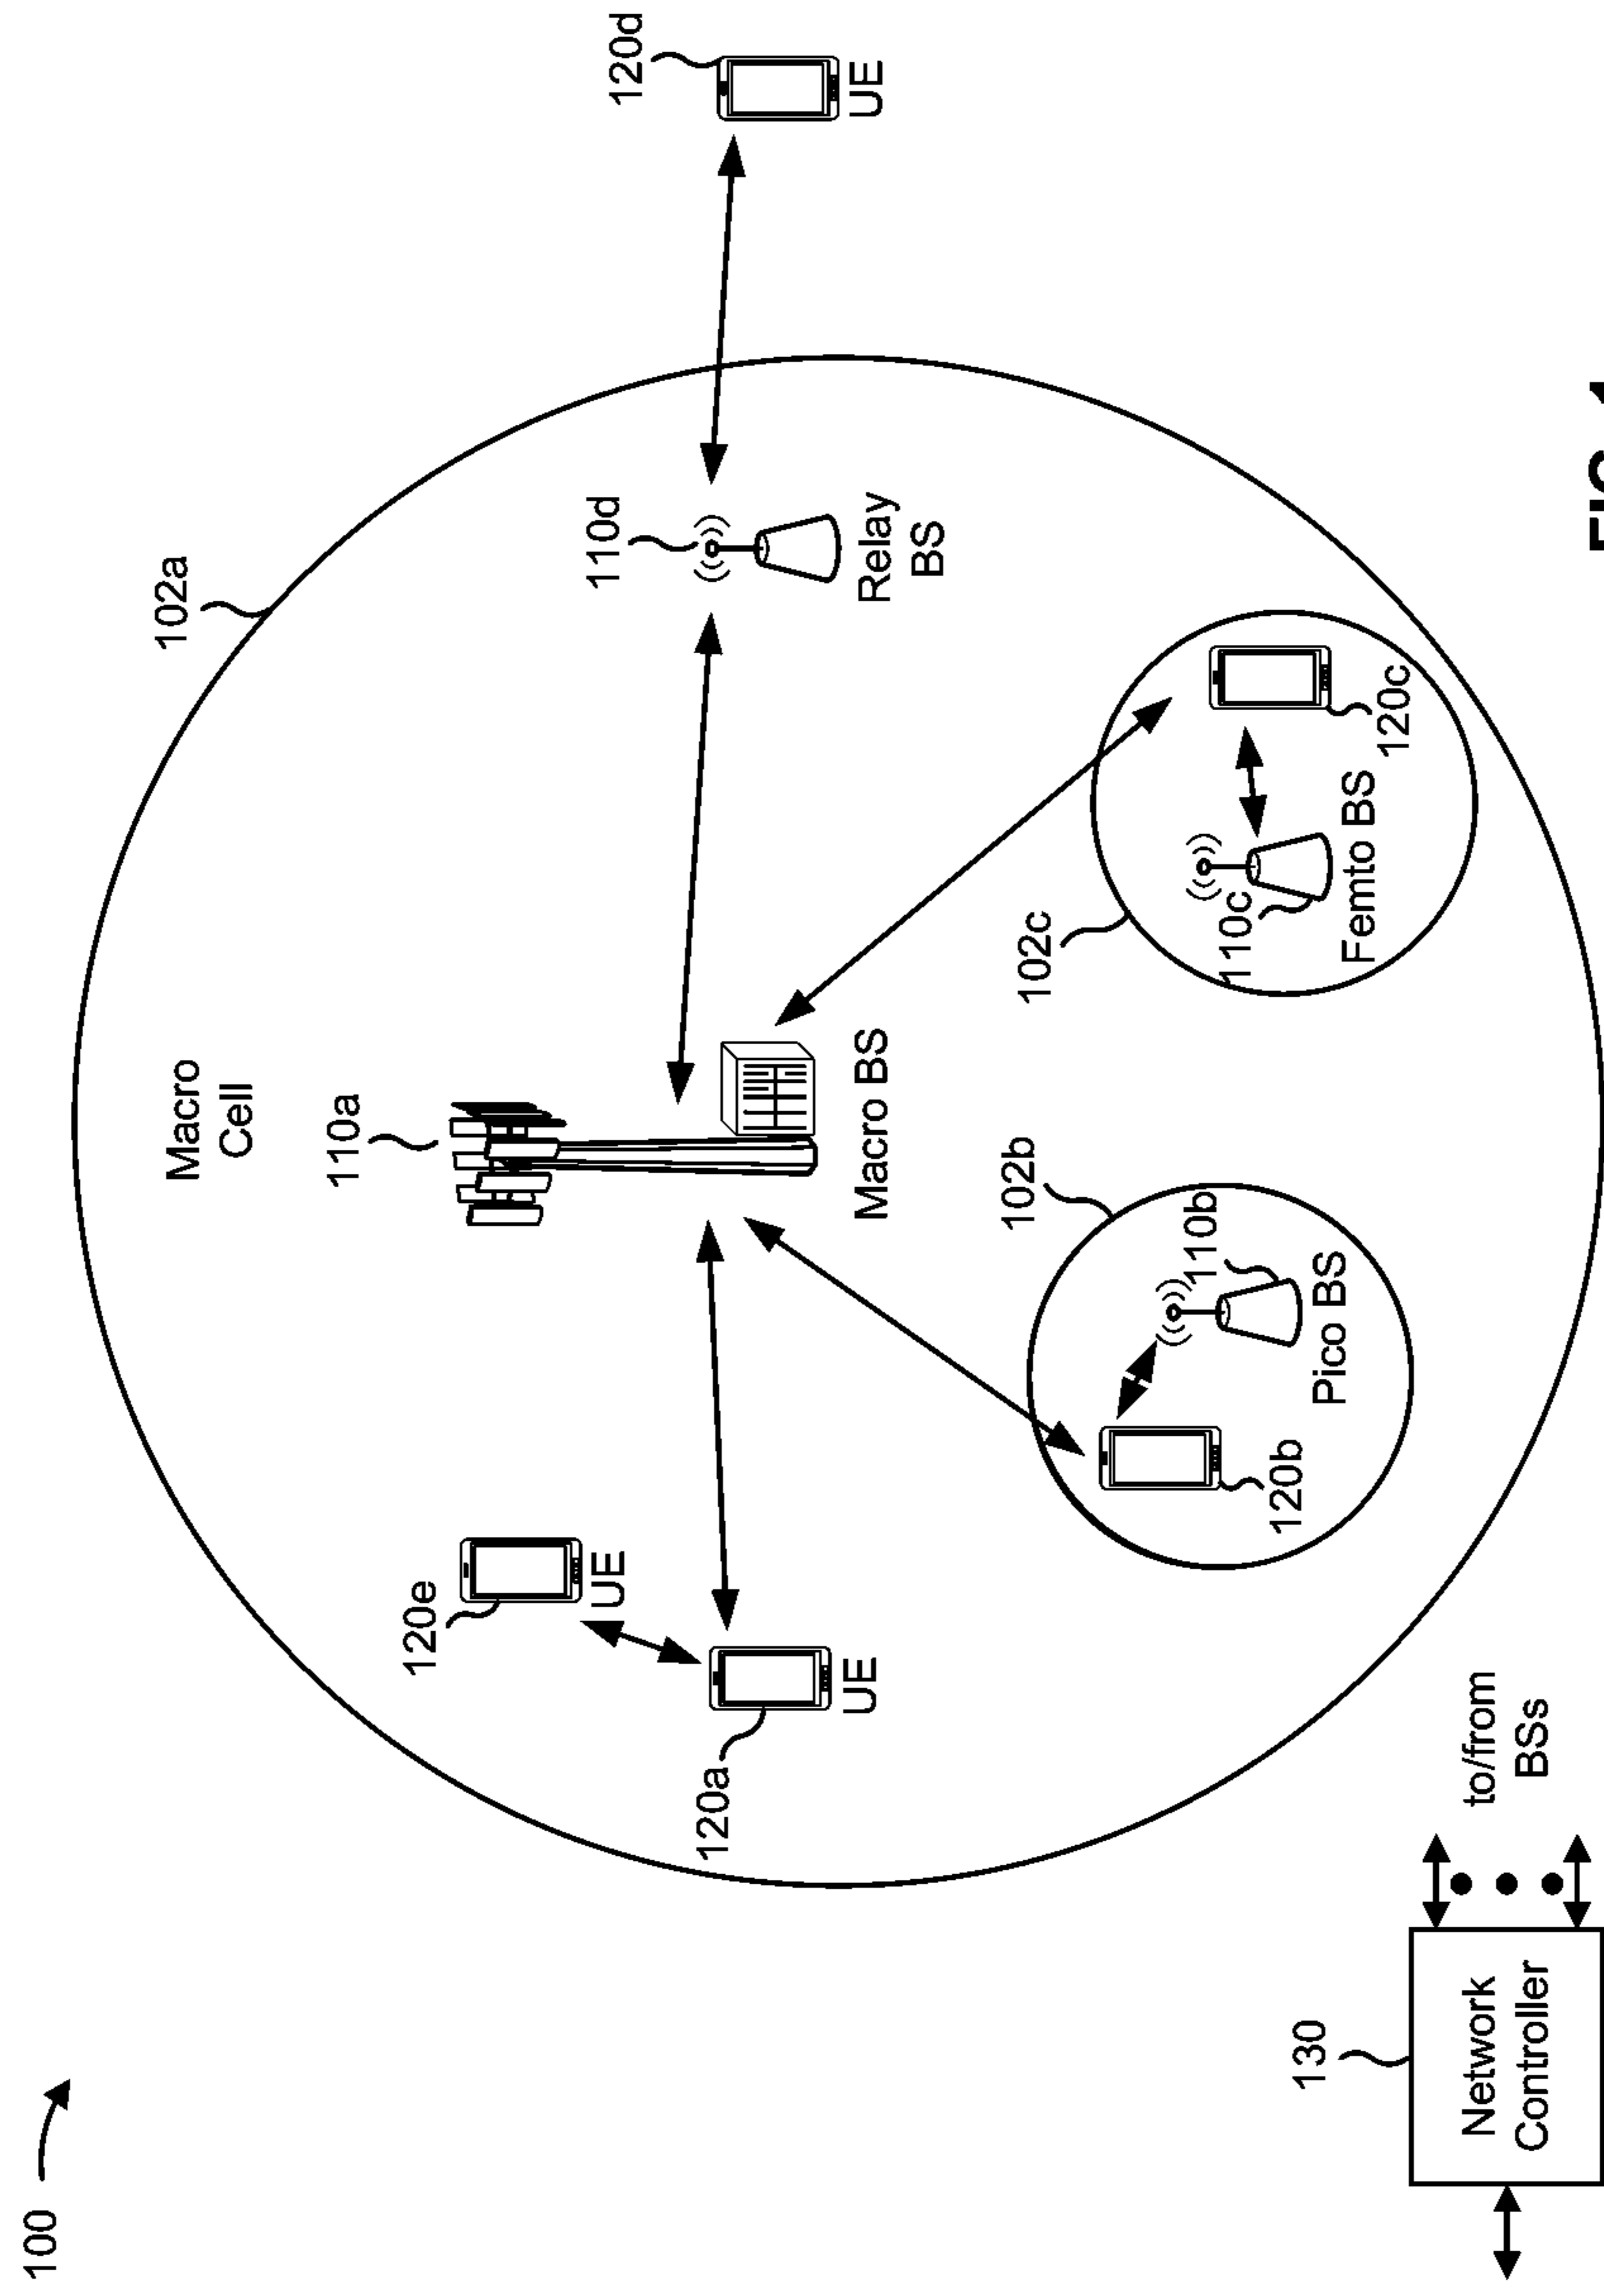 100
Macro
Cell
102a
110a
120e
UE
110d
120d
UE
120a
UE
Macro BS
Relay
BS
102b
102c
110b
110c
120b
Pico BS
Femto BS
120c
130
Network
Controller
to/from
BSs